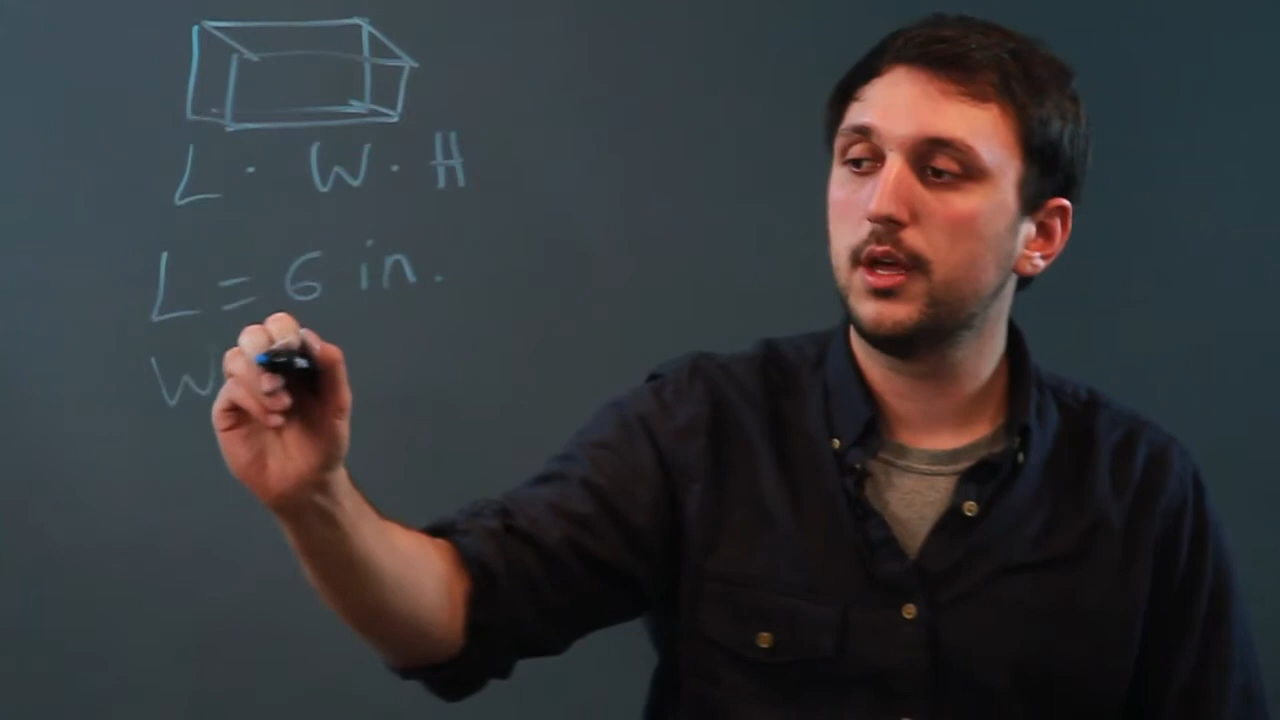 L · W · H
L = 6 in.
W